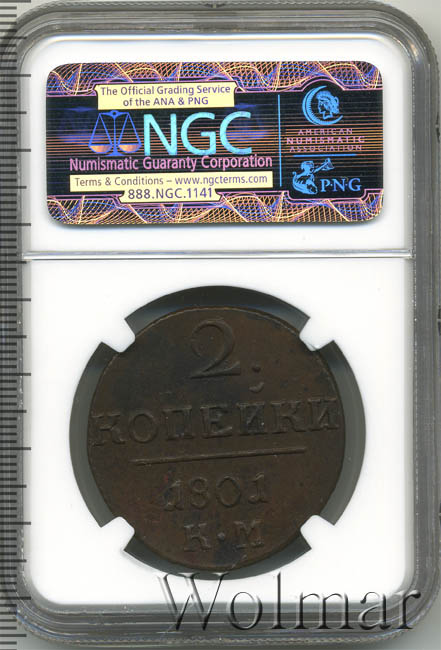 The Official Grading Service
of the ANA & PNG
NGC
Numismatic Guaranty Corporation
Terms & Conditions – www.ngcterms.com
888.NGC.1141
AMERICAN
NUMISMATIC
ASSOCIATION
PNG
2.
КОПЕЙКИ
1801
К·М
Wolmar